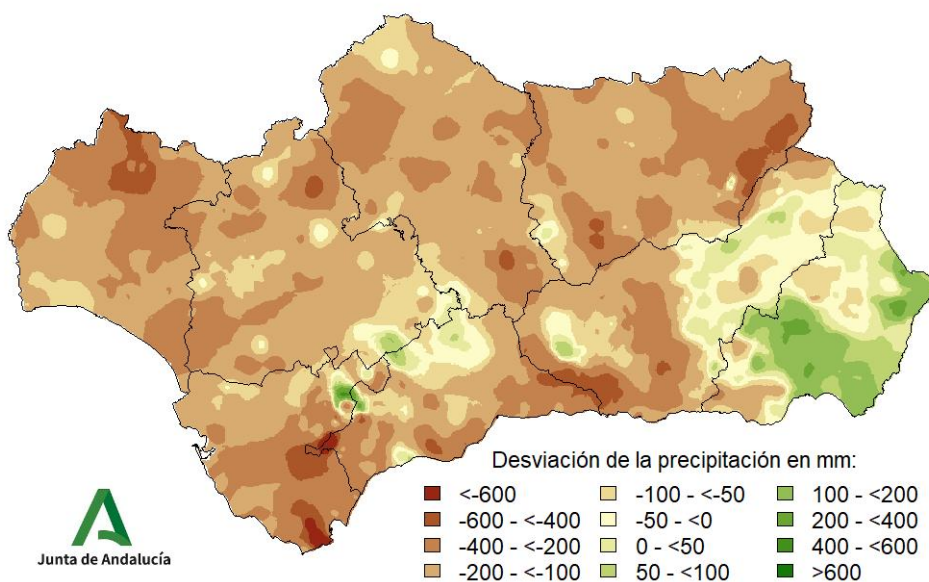 Desviación de la precipitación en mm:
<-600
-600 - <-400
-400 - <-200
-200 - <-100
-100 - <-50
-50 - <0
0 - <50
50 - <100
100 - <200
200 - <400
400 - <600
>600
Junta de Andalucía